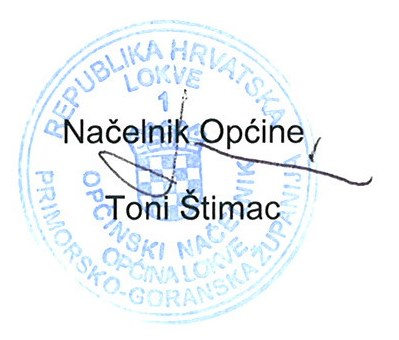 REPUBLIKA HRVATSKA
LOKVE
1
Načelnik Općine
Toni Štimac
OPĆINSKI NAČELNIK
OPĆINA LOKVE
PRIMORSKO-GORANSKA ŽUPANIJA